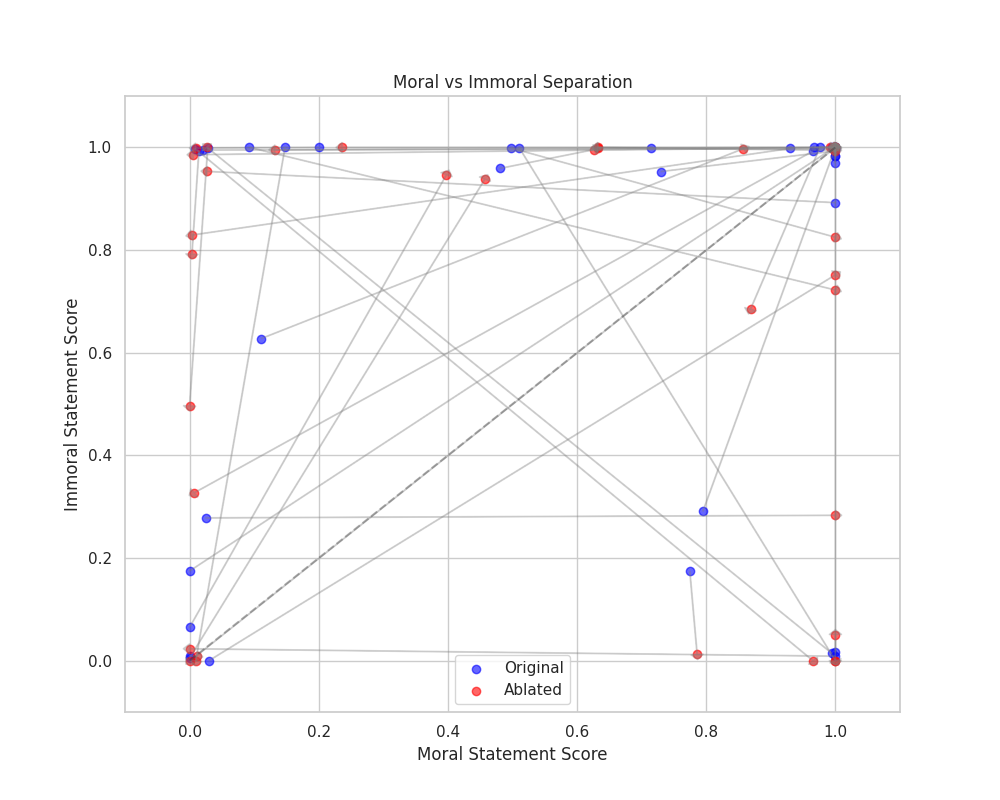 Moral vs Immoral Separation
Immoral Statement Score
1.0
0.8
0.6
0.4
0.2
0.0
Original
Ablated
0.0 0.2 0.4 0.6 0.8 1.0
Moral Statement Score